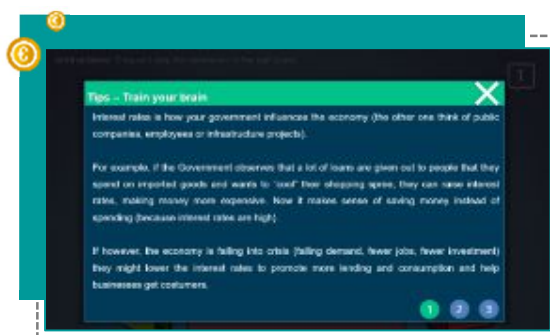 Tips – Train your brain
Interest rates is how your government influences the economy (the other one think of public
companies, employees or infrastructure projects).
For example, if the Government observes that a lot of loans are given out to people that they
spend on imported goods and wants to "cool" their shopping spree, they can raise interest
rates, making money more expensive. Now it makes sense of saving money instead of
spending (because interest rates are high).
If however, the economy is falling into crisis (falling demand, fewer jobs, fewer investment)
they might lower the interest rates to promote more lending and consumption and help
businesses get costumers.
1 2 3
1